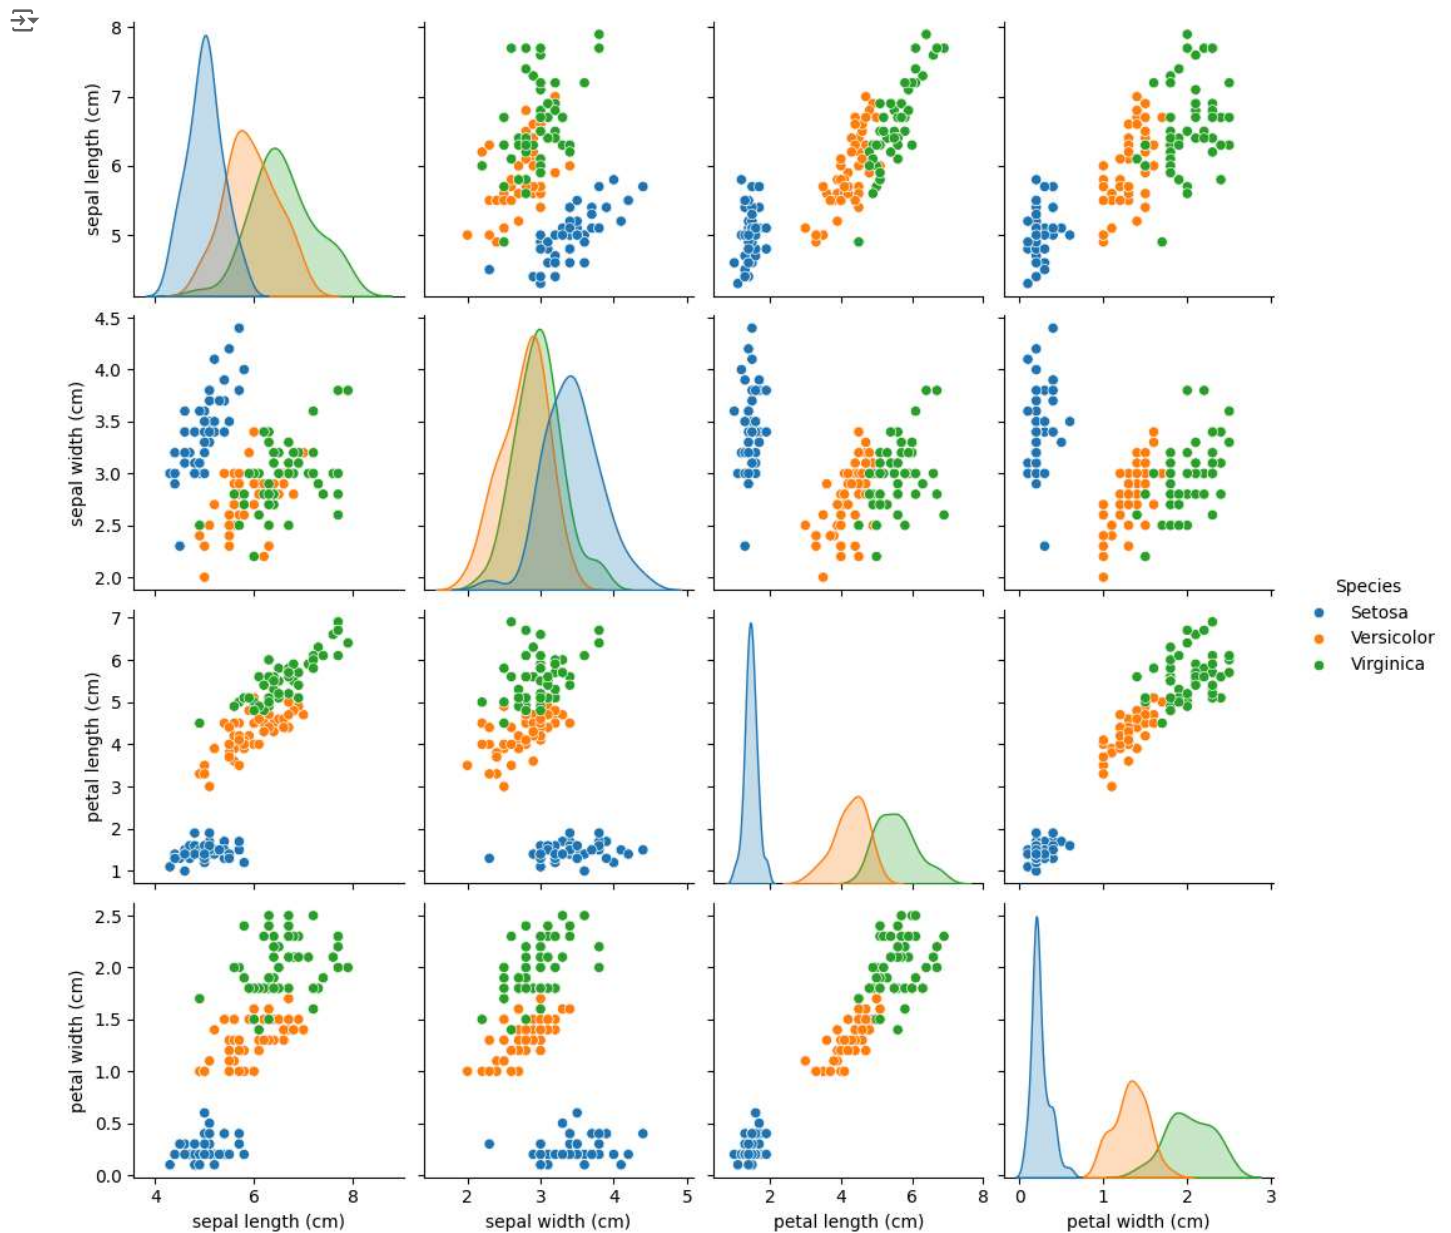 8
7
6
5
sepal length (cm)
4.5
4.0
3.5
3.0
2.5
2.0
sepal width (cm)
Species
Setosa
Versicolor
Virginica
7
6
5
4
3
2
1
petal length (cm)
2.5
2.0
1.5
1.0
0.5
0.0
petal width (cm)
4 6 8
2 3 4 5
2 4 6 8
0 1 2 3
sepal length (cm)
sepal width (cm)
petal length (cm)
petal width (cm)